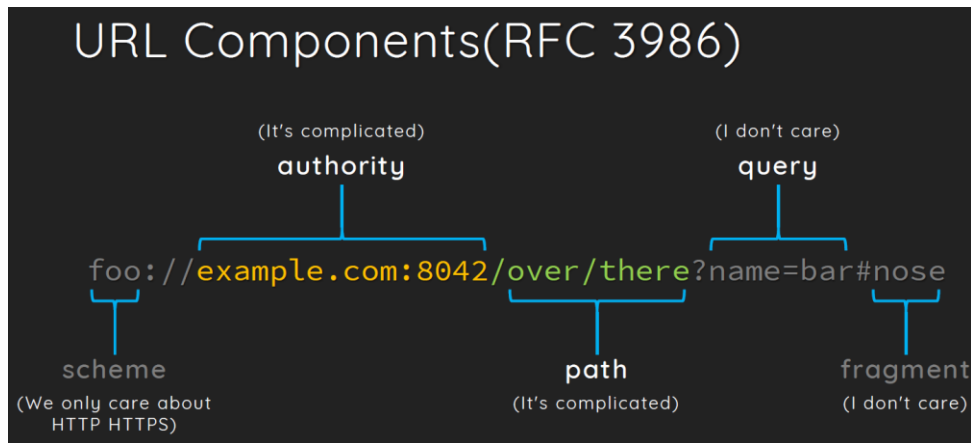 URL Components(RFC 3986)
(It's complicated)
authority
(I don't care)
query
foo://example.com:8042/over/there?name=bar#nose
scheme
(We only care about
HTTP HTTPS)
path
(It's complicated)
fragment
(I don't care)